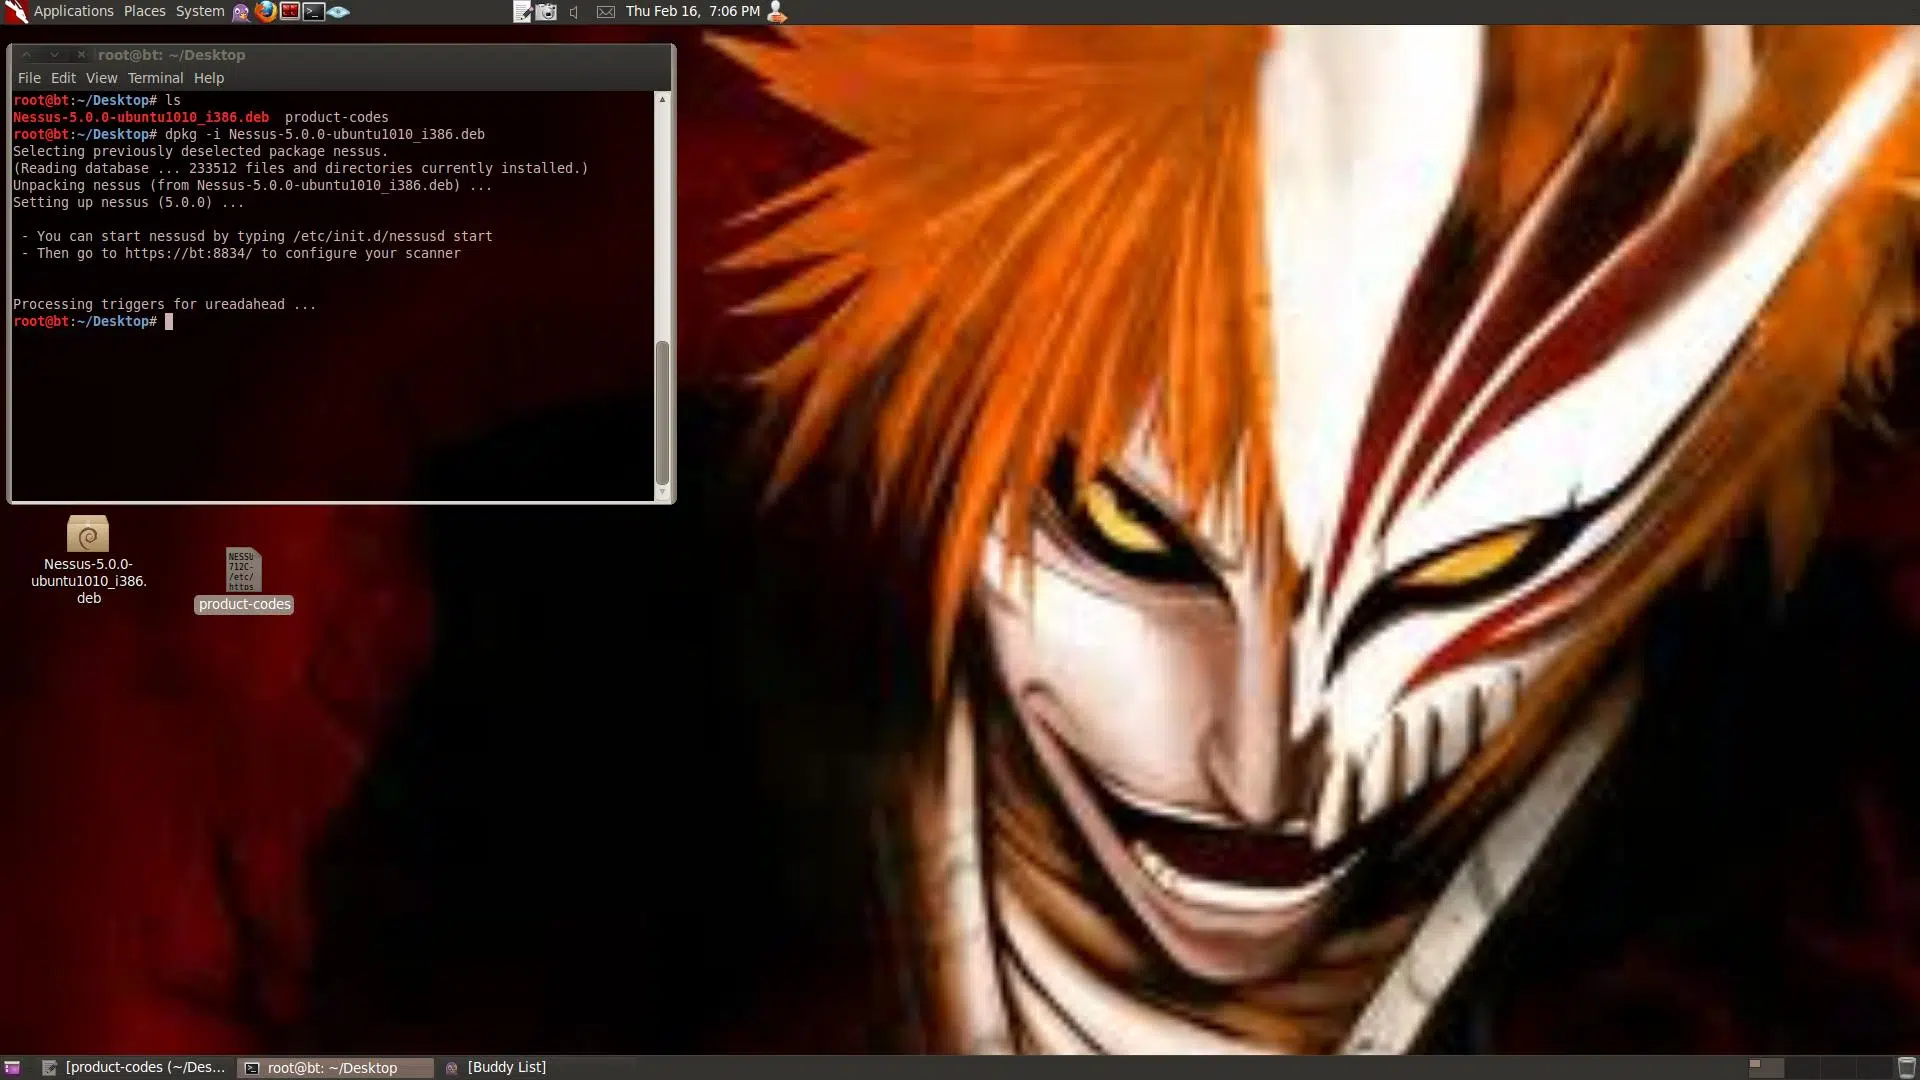 Applications Places System
Thu Feb 16, 7:06 PM
root@bt: ~/Desktop
File Edit View Terminal Help
root@bt:~/Desktop# ls
Nessus-5.0.0-ubuntu1010_i386.deb  product-codes
root@bt:~/Desktop# dpkg -i Nessus-5.0.0-ubuntu1010_i386.deb
Selecting previously deselected package nessus.
(Reading database ... 233512 files and directories currently installed.)
Unpacking nessus (from Nessus-5.0.0-ubuntu1010_i386.deb) ...
Setting up nessus (5.0.0) ...
- You can start nessusd by typing /etc/init.d/nessusd start
- Then go to https://bt:8834/ to configure your scanner
Processing triggers for ureadahead ...
root@bt:~/Desktop#
Nessus-5.0.0-
ubuntu1010_i386.
deb
NESSU
712C-
/etc/
https
product-codes
[product-codes (~/Des...
root@bt: ~/Desktop
[Buddy List]